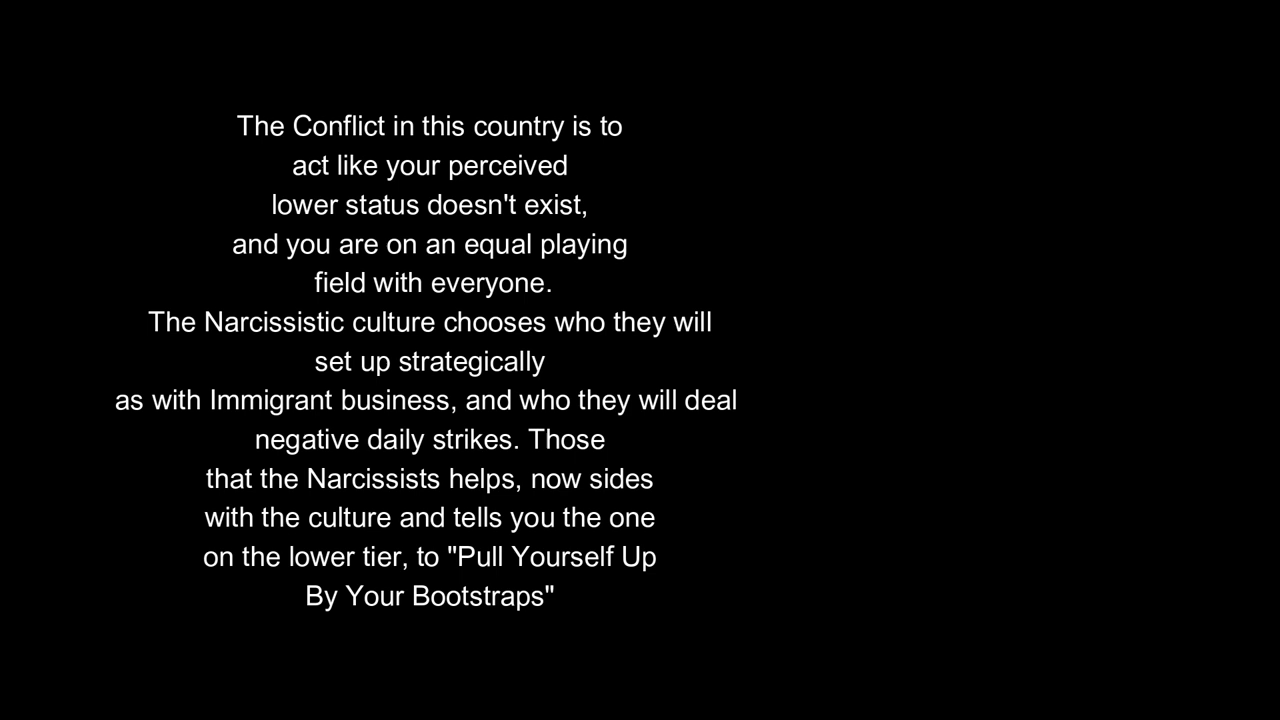 The Conflict in this country is to
act like your perceived
lower status doesn't exist,
and you are on an equal playing
field with everyone.
The Narcissistic culture chooses who they will
set up strategically
as with Immigrant business, and who they will deal
negative daily strikes. Those
that the Narcissists helps, now sides
with the culture and tells you the one
on the lower tier, to "Pull Yourself Up
By Your Bootstraps"